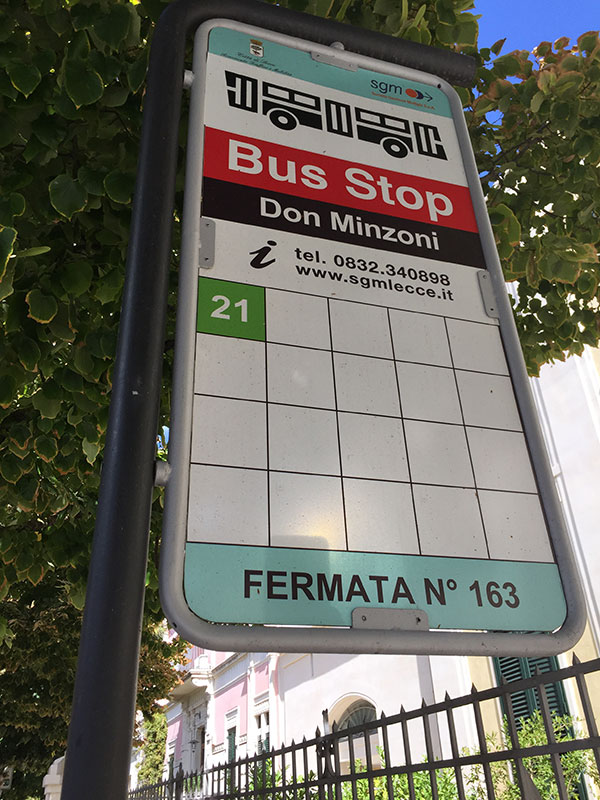 sgm
Bus Stop
Don Minzoni
i tel. 0832.340898
www.sgmlecce.it
21
FERMATA N° 163